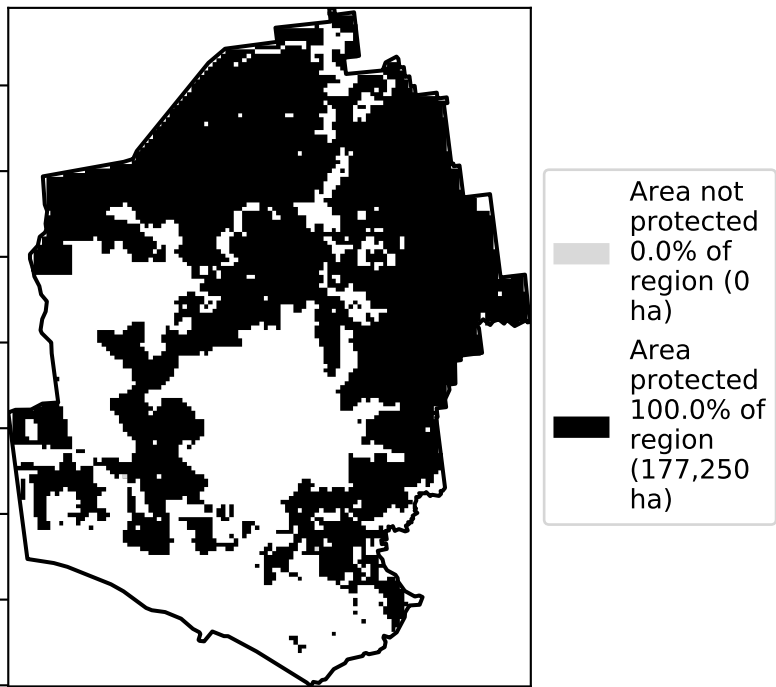 Area not
protected
0.0% of
region (0
ha)
Area
protected
100.0% of
region
(177,250
ha)